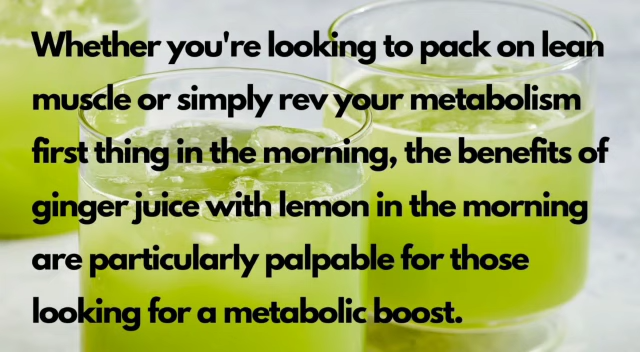 Whether you're looking to pack on lean
muscle or simply rev your metabolism
first thing in the morning, the benefits of
ginger juice with lemon in the morning
are particularly palpable for those
looking for a metabolic boost.